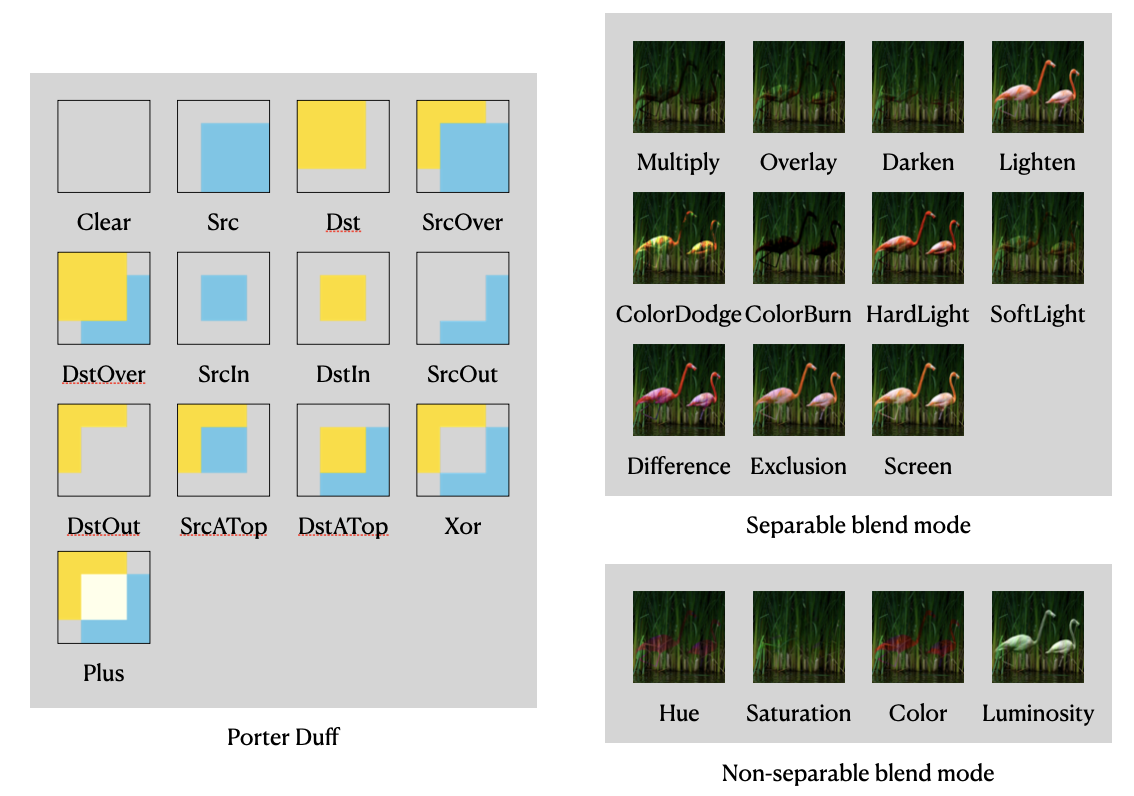 Clear Src Dst SrcOver
DstOver SrcIn DstIn SrcOut
DstOut SrcATop DstATop Xor
Plus
Porter Duff
Multiply Overlay Darken Lighten
ColorDodge ColorBurn HardLight SoftLight
Difference Exclusion Screen
Separable blend mode
Hue Saturation Color Luminosity
Non-separable blend mode